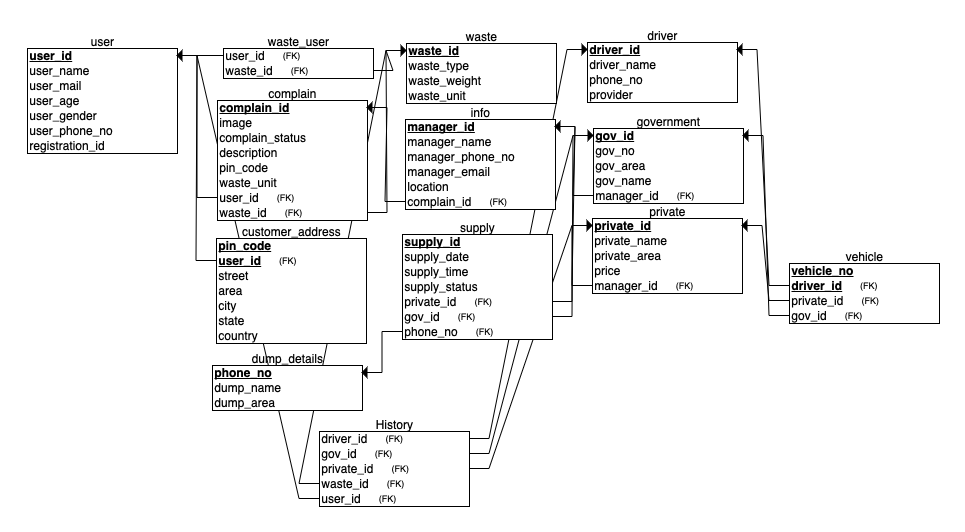 user
user_id
user_name
user_mail
user_age
user_gender
user_phone_no
registration_id
waste_user
user_id (FK)
waste_id (FK)
complain
complain_id
image
complain_status
description
pin_code
waste_unit
user_id (FK)
waste_id (FK)
customer_address
pin_code
user_id (FK)
street
area
city
state
country
dump_details
phone_no
dump_name
dump_area
History
driver_id (FK)
gov_id (FK)
private_id (FK)
waste_id (FK)
user_id (FK)
waste
waste_id
waste_type
waste_weight
waste_unit
info
manager_id
manager_name
manager_phone_no
manager_email
location
complain_id (FK)
supply
supply_id
supply_date
supply_time
supply_status
private_id (FK)
gov_id (FK)
phone_no (FK)
driver
driver_id
driver_name
phone_no
provider
government
gov_id
gov_no
gov_area
gov_name
manager_id (FK)
private
private_id
private_name
private_area
price
manager_id (FK)
vehicle
vehicle_no
driver_id (FK)
private_id (FK)
gov_id (FK)